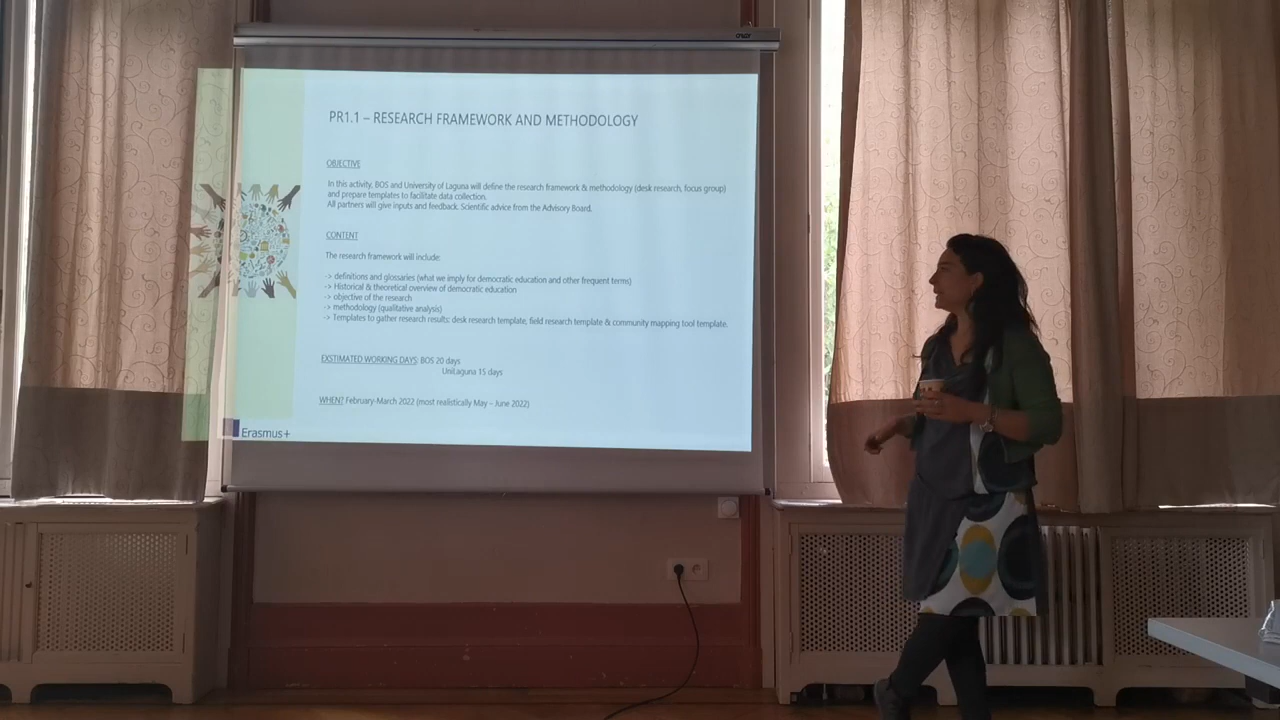 PR1.1 – RESEARCH FRAMEWORK AND METHODOLOGY
OBJECTIVE
In this activity, BOS and University of Laguna will define the research framework & methodology (desk research, focus group)
and prepare templates to facilitate data collection.
All partners will give inputs and feedback. Scientific advice from the Advisory Board.
CONTENT
The research framework will include:
-> definitions and glossaries (what we imply for democratic education and other frequent terms)
-> Historical & theoretical overview of democratic education
-> objective of the research
-> methodology (qualitative analysis)
-> Templates to gather research results: desk research template, field research template & community mapping tool template.
EXSTIMATED WORKING DAYS: BOS 20 days
UniLaguna 15 days
WHEN? February-March 2022 (most realistically May – June 2022)
Erasmus+